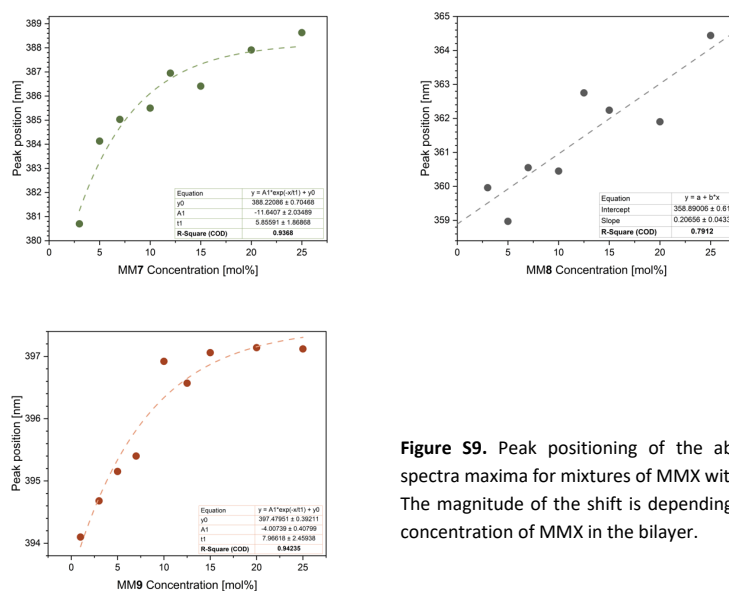 389
388
387
386
385
384
383
382
381
380
Peak position [nm]
0 5 10 15 20 25
MM7 Concentration [mol%]
Equation y = A1*exp(-x/t1) + y0
y0 388.22086 ± 0.70468
A1 -11.6407 ± 2.03489
t1 5.85591 ± 1.86868
R-Square (COD) 0.9368
365
364
363
362
361
360
359
Peak position [nm]
0 5 10 15 20 25
MM8 Concentration [mol%]
Equation y = a + b*x
Intercept 358.89006 ± 0.61
Slope 0.20656 ± 0.0433
R-Square (COD) 0.7912
397
396
395
394
Peak position [nm]
0 5 10 15 20 25
MM9 Concentration [mol%]
Equation y = A1*exp(-x/t1) + y0
y0 397.47951 ± 0.39211
A1 -4.00739 ± 0.40799
t1 7.96618 ± 2.45938
R-Square (COD) 0.94235
Figure S9. Peak positioning of the ab
spectra maxima for mixtures of MMX wit
The magnitude of the shift is depending
concentration of MMX in the bilayer.